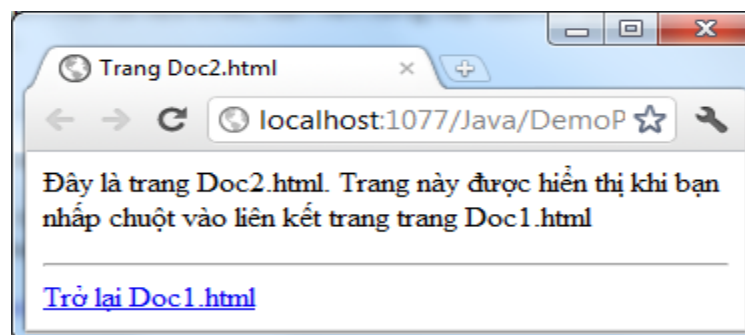 Trang Doc2.html
localhost:1077/Java/DemoP
Đây là trang Doc2.html. Trang này được hiển thị khi bạn
nhấp chuột vào liên kết trang trang Doc1.html
Trở lại Doc1.html